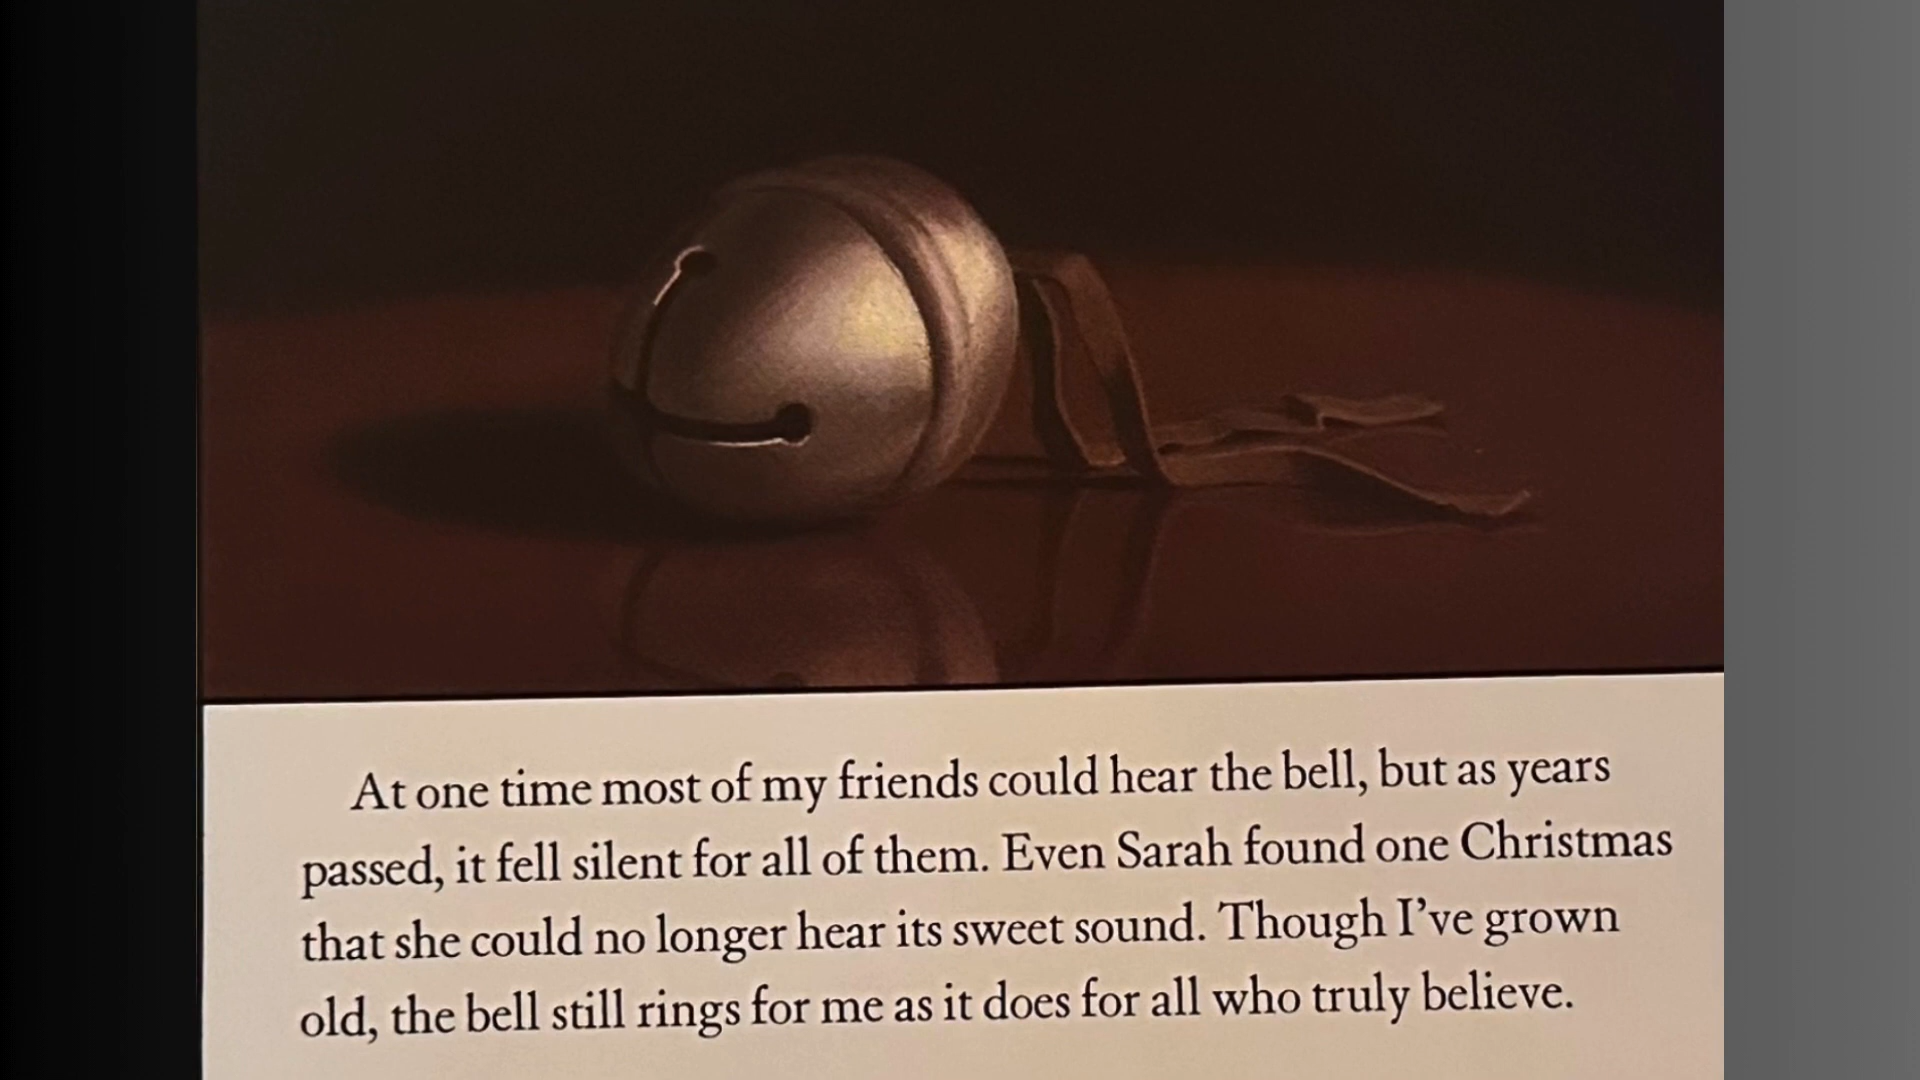 At one time most of my friends could hear the bell, but as years
passed, it fell silent for all of them. Even Sarah found one Christmas
that she could no longer hear its sweet sound. Though I’ve grown
old, the bell still rings for me as it does for all who truly believe.